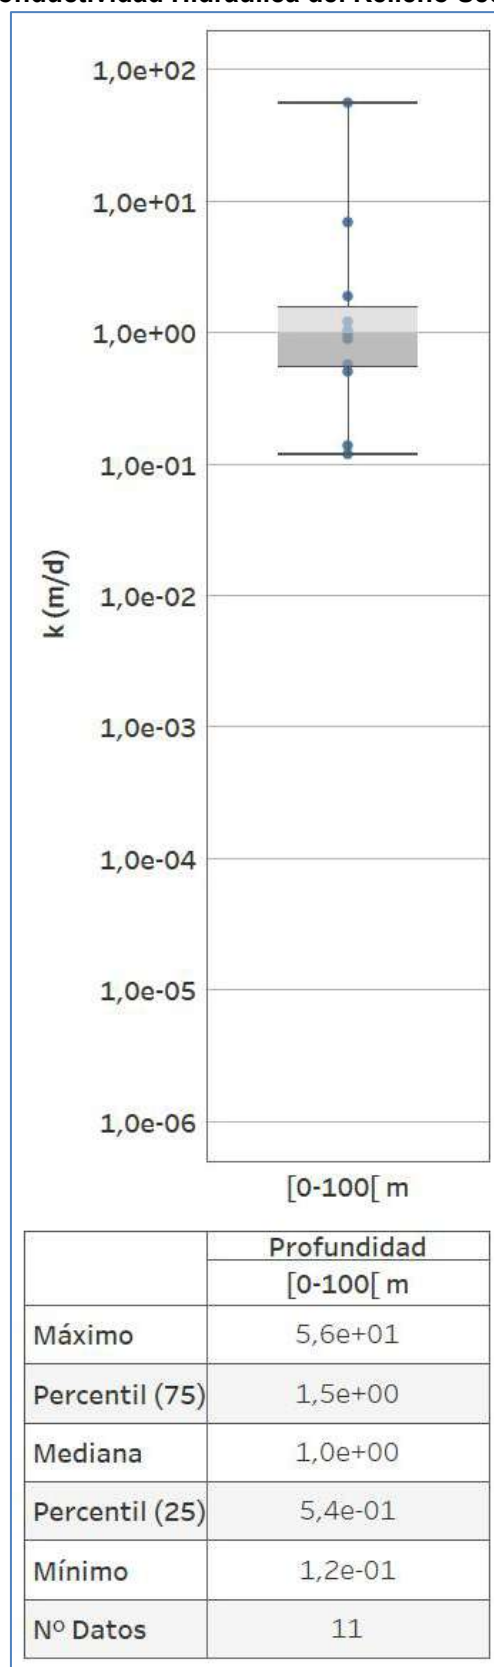 1,0e+02
1,0e+01
1,0e+00
1,0e-01
1,0e-02
1,0e-03
1,0e-04
1,0e-05
1,0e-06
k (m/d)
[0-100[ m
Profundidad
[0-100[ m
Máximo 5,6e+01
Percentil (75) 1,5e+00
Mediana 1,0e+00
Percentil (25) 5,4e-01
Mínimo 1,2e-01
Nº Datos 11